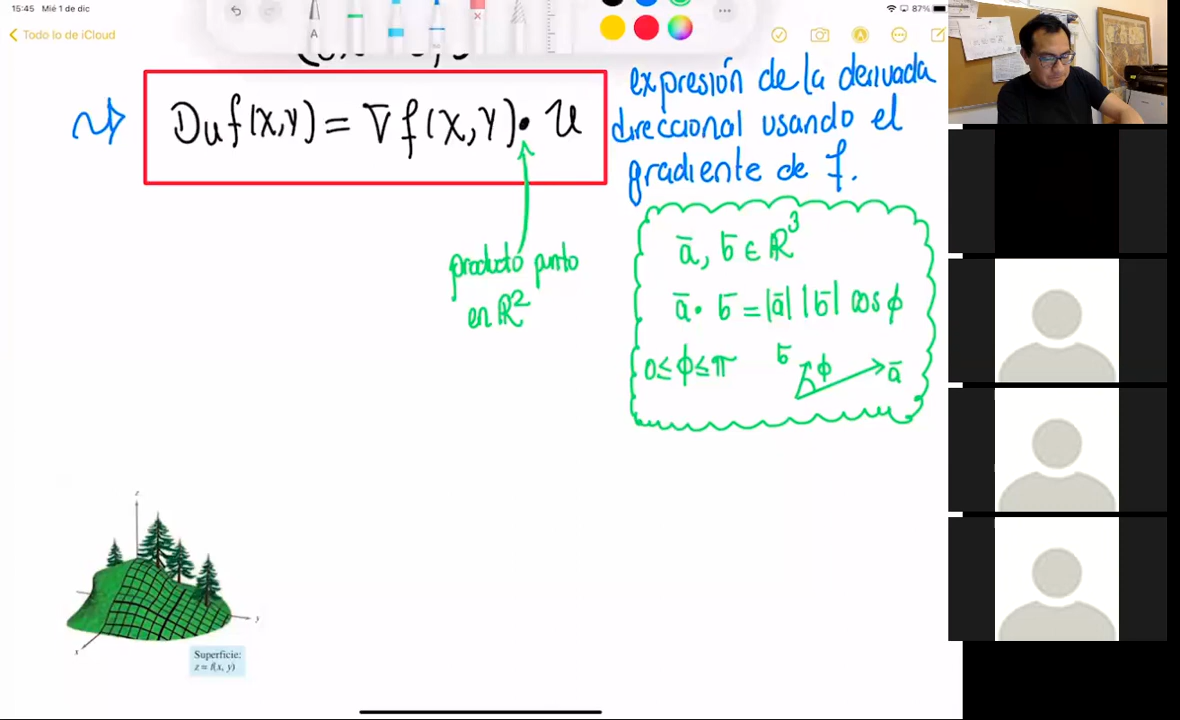 15:45 Mié 1 de dic
87%
Todo lo de iCloud
A
Duf(x,y) = ∇f(x,y) • u
expresión de la derivada
direccional usando el
gradiente de f.
producto punto
en ℝ²
ā, b̄ ∈ ℝ³
ā · b̄ = |ā| |b̄| cos ϕ
0 ≤ ϕ ≤ π
b̄ ϕ ā
z
y
x
Superficie:
z = f(x, y)